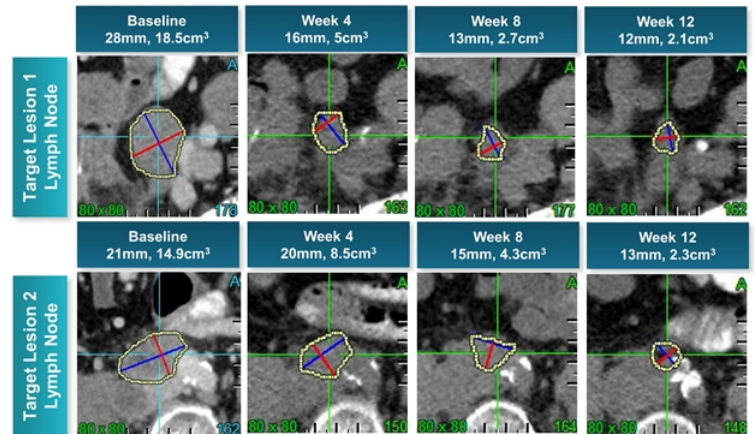 Target Lesion 1
Lymph Node
Baseline
28mm, 18.5cm³
Week 4
16mm, 5cm³
Week 8
13mm, 2.7cm³
Week 12
12mm, 2.1cm³
A
80 x 80
178
A
80 x 80
153
A
80 x 80
177
A
80 x 80
162
Target Lesion 2
Lymph Node
Baseline
21mm, 14.9cm³
Week 4
20mm, 8.5cm³
Week 8
15mm, 4.3cm³
Week 12
13mm, 2.3cm³
A
80 x 80
162
A
80 x 80
150
A
80 x 80
164
A
80 x 80
148